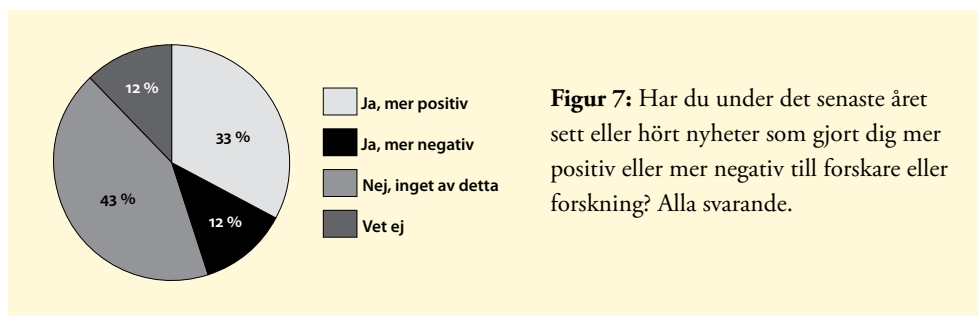 12 %
33 %
43 %
12 %
Ja, mer positiv
Ja, mer negativ
Nej, inget av detta
Vet ej
Figur 7: Har du under det senaste året
sett eller hört nyheter som gjort dig mer
positiv eller mer negativ till forskare eller
forskning? Alla svarande.